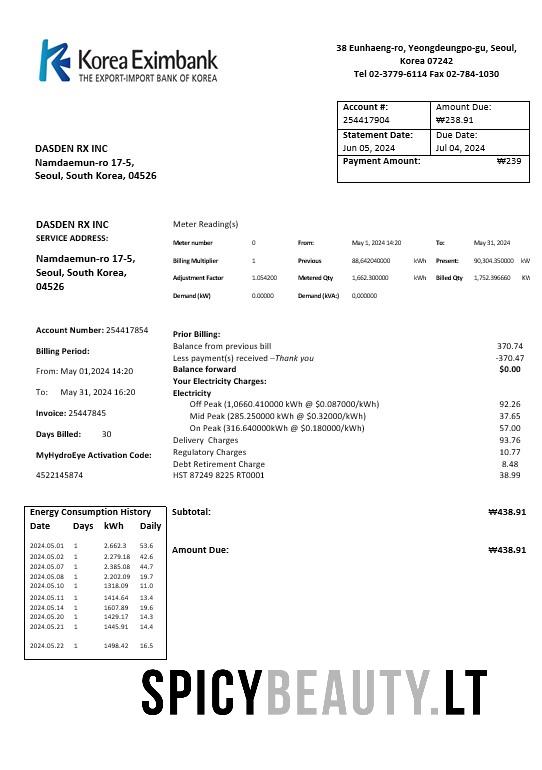 Korea Eximbank
THE EXPORT-IMPORT BANK OF KOREA
38 Eunhaeng-ro, Yeongdeungpo-gu, Seoul,
Korea 07242
Tel 02-3779-6114 Fax 02-784-1030
Account #: Amount Due:
254417904 ₩238.91
Statement Date: Due Date:
Jun 05, 2024 Jul 04, 2024
Payment Amount: ₩239
DASDEN RX INC
Namdaemun-ro 17-5,
Seoul, South Korea, 04526
DASDEN RX INC
SERVICE ADDRESS:
Namdaemun-ro 17-5,
Seoul, South Korea,
04526
Meter Reading(s)
Meter number 0 From: May 1, 2024 14:20 To: May 31, 2024
Billing Multiplier 1 Previous 88,642040000 kWh Present: 90,304.350000 kW
Adjustment Factor 1.054200 Metered Qty 1,662.300000 kWh Billed Qty 1,752.396660 kW
Demand (kW) 0.00000 Demand (kVA:) 0,000000
Account Number: 254417854
Billing Period:
From: May 01,2024 14:20
To: May 31, 2024 16:20
Invoice: 25447845
Days Billed: 30
MyHydroEye Activation Code:
4522145874
Prior Billing:
Balance from previous bill 370.74
Less payment(s) received –Thank you -370.47
Balance forward $0.00
Your Electricity Charges:
Electricity
Off Peak (1,0660.410000 kWh @ $0.087000/kWh) 92.26
Mid Peak (285.250000 kWh @ $0.32000/kWh) 37.65
On Peak (316.640000kWh @ $0.180000/kWh) 57.00
Delivery Charges 93.76
Regulatory Charges 10.77
Debt Retirement Charge 8.48
HST 87249 8225 RT0001 38.99
Energy Consumption History
Date Days kWh Daily
2024.05.01 1 2.662.3 53.6
2024.05.02 1 2.279.18 42.6
2024.05.07 1 2.385.08 44.7
2024.05.08 1 2.202.09 19.7
2024.05.10 1 1318.09 11.0
2024.05.11 1 1414.64 13.4
2024.05.14 1 1607.89 19.6
2024.05.20 1 1429.17 14.3
2024.05.21 1 1445.91 14.4
2024.05.22 1 1498.42 16.5
Subtotal: ₩438.91
Amount Due: ₩438.91
SPICYBEAUTY.LT